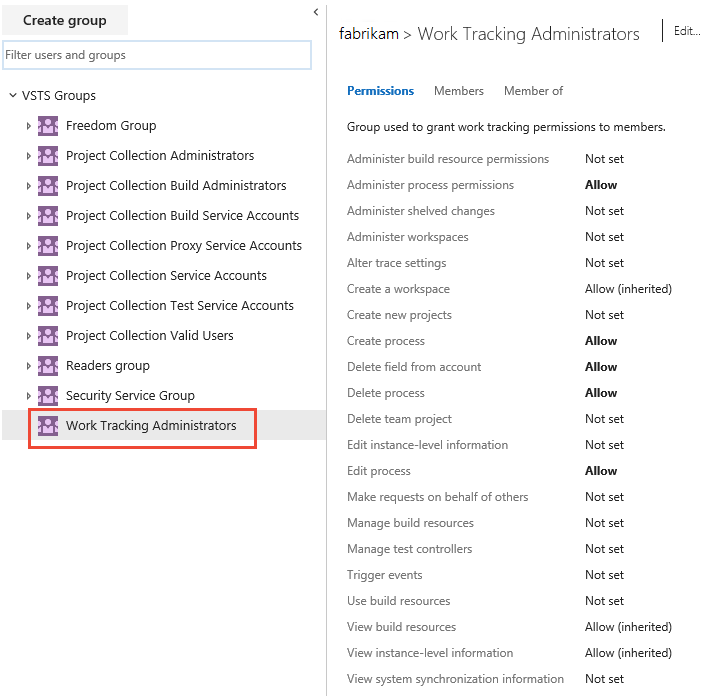 Create group
Filter users and groups
VSTS Groups
Freedom Group
Project Collection Administrators
Project Collection Build Administrators
Project Collection Build Service Accounts
Project Collection Proxy Service Accounts
Project Collection Service Accounts
Project Collection Test Service Accounts
Project Collection Valid Users
Readers group
Security Service Group
Work Tracking Administrators
fabrikam > Work Tracking Administrators Edit...
Permissions Members Member of
Group used to grant work tracking permissions to members.
Administer build resource permissions Not set
Administer process permissions Allow
Administer shelved changes Not set
Administer workspaces Not set
Alter trace settings Not set
Create a workspace Allow (inherited)
Create new projects Not set
Create process Allow
Delete field from account Allow
Delete process Allow
Delete team project Not set
Edit instance-level information Not set
Edit process Allow
Make requests on behalf of others Not set
Manage build resources Not set
Manage test controllers Not set
Trigger events Not set
Use build resources Not set
View build resources Allow (inherited)
View instance-level information Allow (inherited)
View system synchronization information Not set